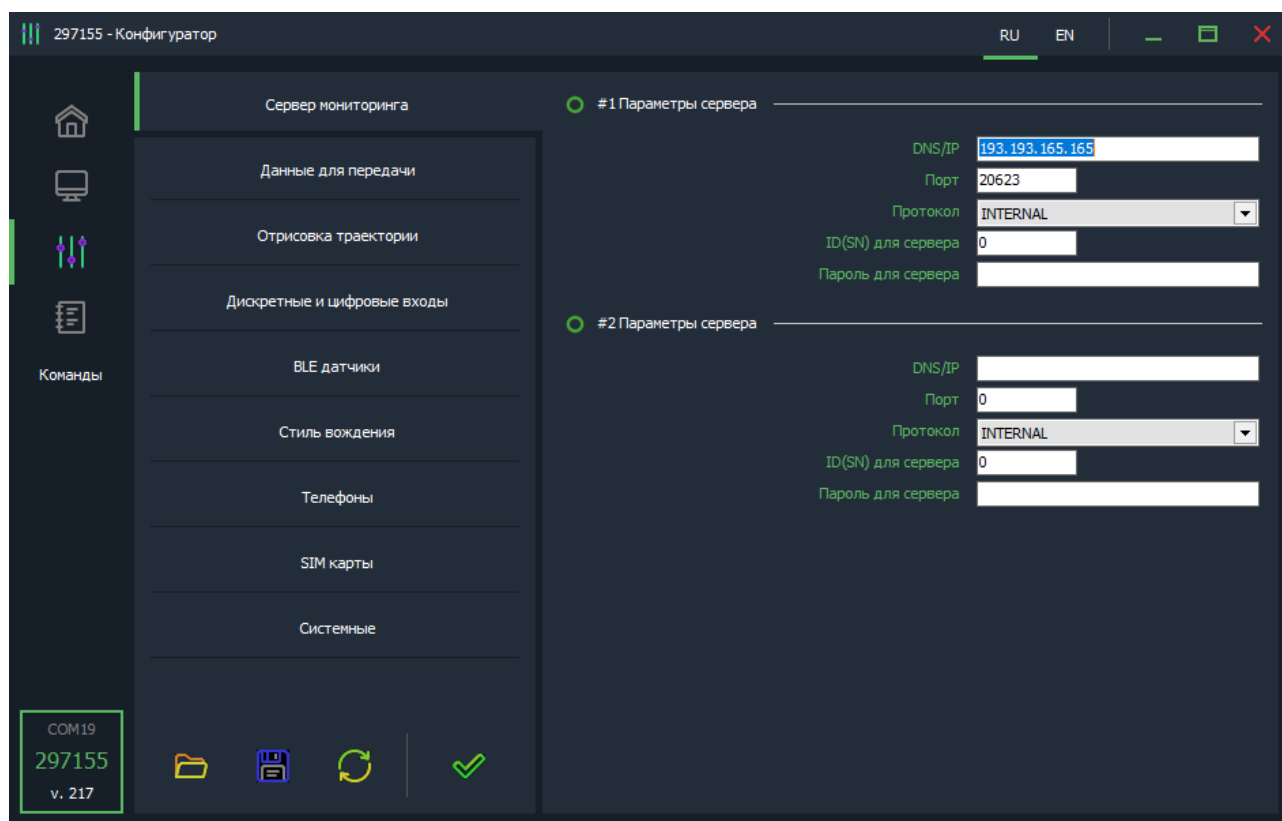 297155 - Конфигуратор
RU EN
Команды
COM19
297155
v. 217
Сервер мониторинга
Данные для передачи
Отрисовка траектории
Дискретные и цифровые входы
BLE датчики
Стиль вождения
Телефоны
SIM карты
Системные
#1 Параметры сервера
DNS/IP 193.193.165.165
Порт 20623
Протокол INTERNAL
ID(SN) для сервера 0
Пароль для сервера
#2 Параметры сервера
DNS/IP
Порт 0
Протокол INTERNAL
ID(SN) для сервера 0
Пароль для сервера